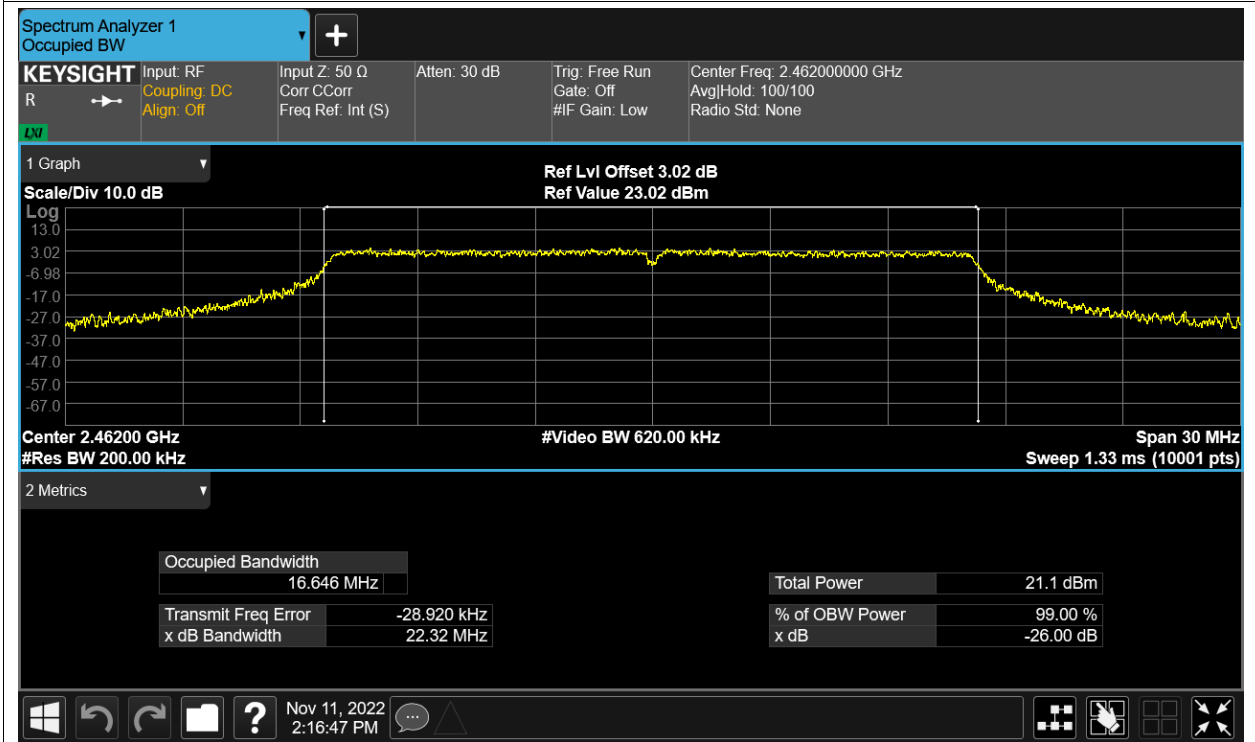 Spectrum Analyzer 1
Occupied BW
KEYSIGHT
R
LXI
Input: RF
Coupling: DC
Align: Off
Input Z: 50 Ω
Corr CCorr
Freq Ref: Int (S)
Atten: 30 dB
Trig: Free Run
Gate: Off
#IF Gain: Low
Center Freq: 2.462000000 GHz
Avg|Hold: 100/100
Radio Std: None
1 Graph
Scale/Div 10.0 dB
Ref Lvl Offset 3.02 dB
Ref Value 23.02 dBm
Log
13.0
3.02
-6.98
-17.0
-27.0
-37.0
-47.0
-57.0
-67.0
Center 2.46200 GHz
#Res BW 200.00 kHz
#Video BW 620.00 kHz
Span 30 MHz
Sweep 1.33 ms (10001 pts)
2 Metrics
Occupied Bandwidth
16.646 MHz
Transmit Freq Error -28.920 kHz
x dB Bandwidth 22.32 MHz
Total Power 21.1 dBm
% of OBW Power 99.00 %
x dB -26.00 dB
?
Nov 11, 2022
2:16:47 PM